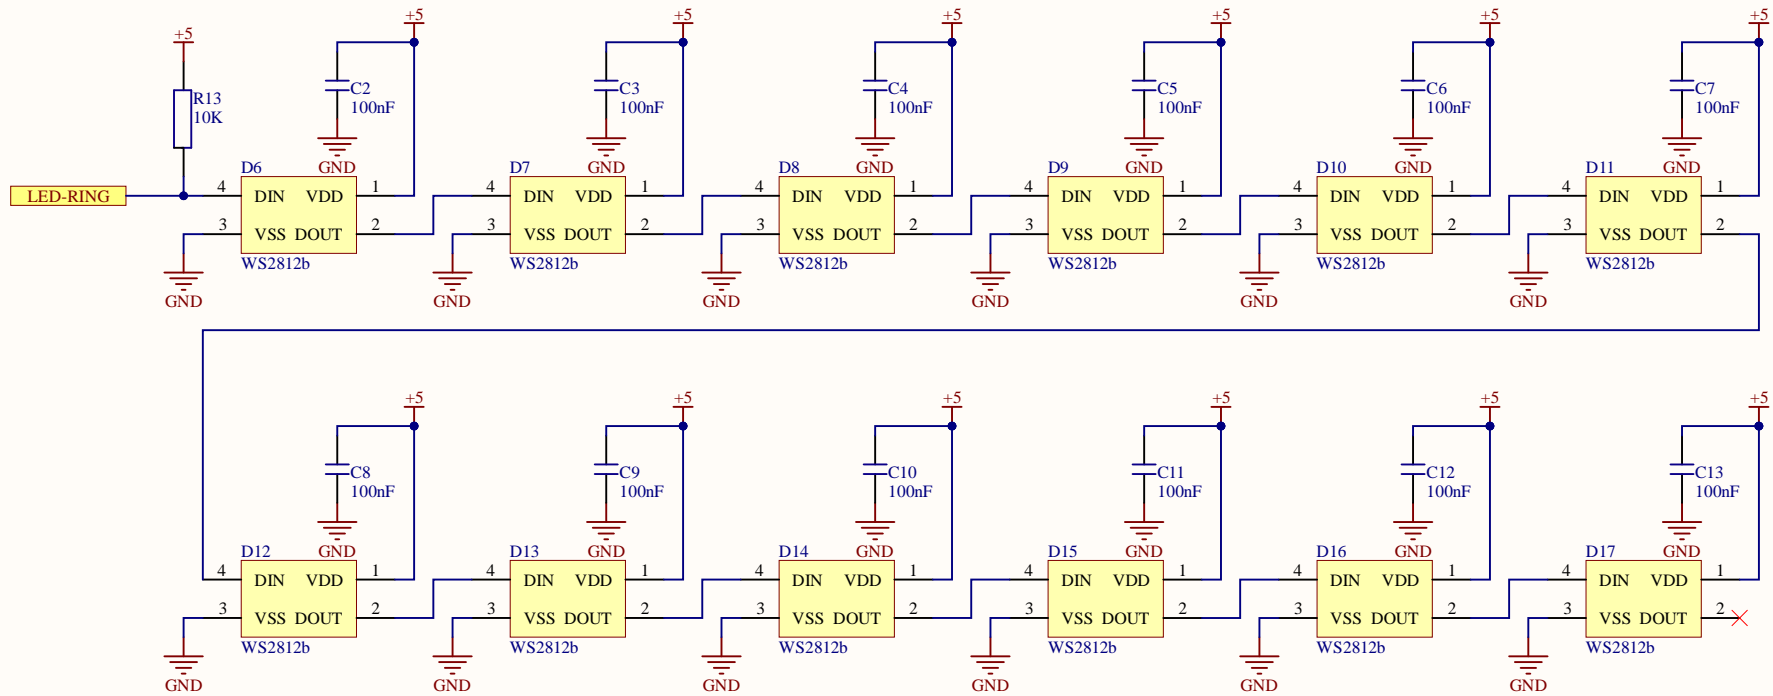 +5
+5
+5
+5
+5
+5
+5
R13
10K
C2
100nF
C3
100nF
C4
100nF
C5
100nF
C6
100nF
C7
100nF
GND
GND
GND
GND
GND
GND
LED-RING
D6
4 DIN VDD 1
3 VSS DOUT 2
WS2812b
GND
D7
4 DIN VDD 1
3 VSS DOUT 2
WS2812b
GND
D8
4 DIN VDD 1
3 VSS DOUT 2
WS2812b
GND
D9
4 DIN VDD 1
3 VSS DOUT 2
WS2812b
GND
D10
4 DIN VDD 1
3 VSS DOUT 2
WS2812b
GND
D11
4 DIN VDD 1
3 VSS DOUT 2
WS2812b
GND
+5
+5
+5
+5
+5
+5
C8
100nF
C9
100nF
C10
100nF
C11
100nF
C12
100nF
C13
100nF
GND
GND
GND
GND
GND
GND
D12
4 DIN VDD 1
3 VSS DOUT 2
WS2812b
GND
D13
4 DIN VDD 1
3 VSS DOUT 2
WS2812b
GND
D14
4 DIN VDD 1
3 VSS DOUT 2
WS2812b
GND
D15
4 DIN VDD 1
3 VSS DOUT 2
WS2812b
GND
D16
4 DIN VDD 1
3 VSS DOUT 2
WS2812b
GND
D17
4 DIN VDD 1
3 VSS DOUT 2
WS2812b
GND